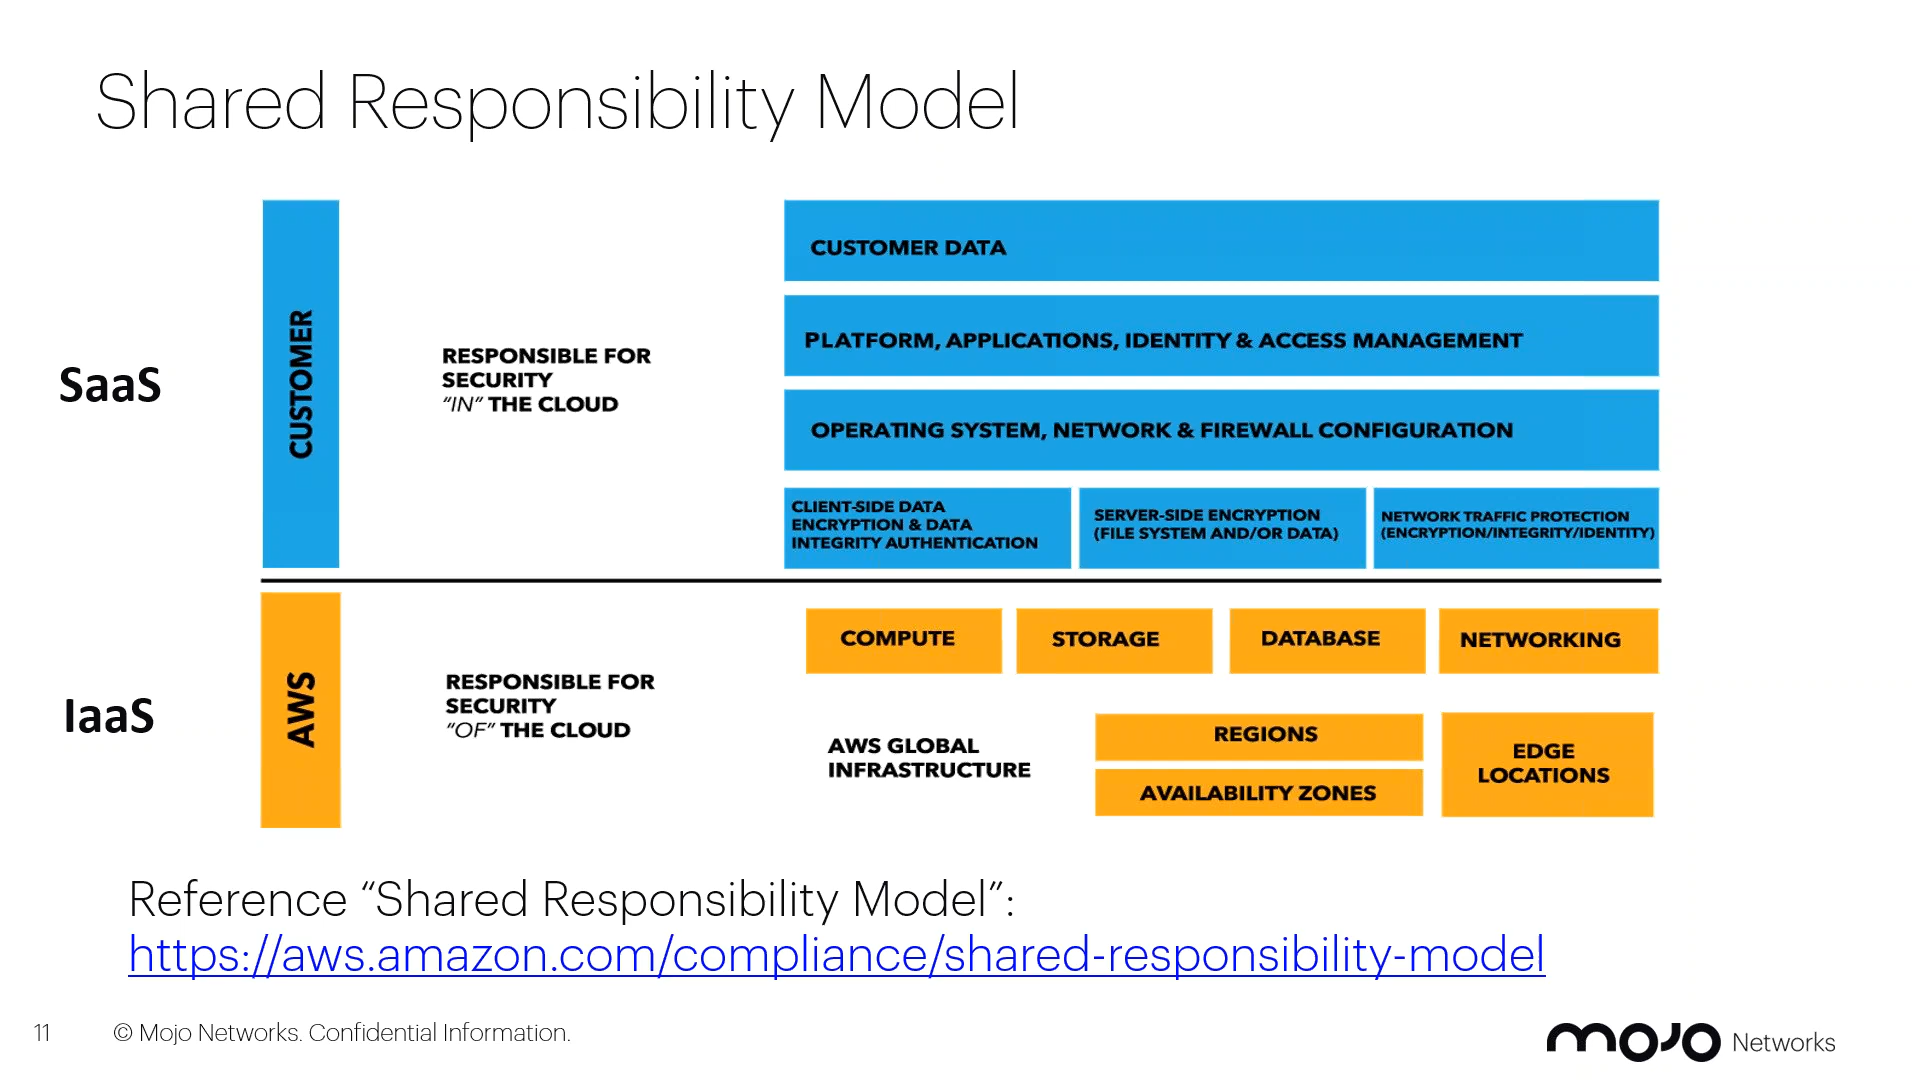 Shared Responsibility Model
SaaS
CUSTOMER
RESPONSIBLE FOR
SECURITY
“IN” THE CLOUD
CUSTOMER DATA
PLATFORM, APPLICATIONS, IDENTITY & ACCESS MANAGEMENT
OPERATING SYSTEM, NETWORK & FIREWALL CONFIGURATION
CLIENT-SIDE DATA
ENCRYPTION & DATA
INTEGRITY AUTHENTICATION
SERVER-SIDE ENCRYPTION
(FILE SYSTEM AND/OR DATA)
NETWORK TRAFFIC PROTECTION
(ENCRYPTION/INTEGRITY/IDENTITY)
IaaS
AWS
RESPONSIBLE FOR
SECURITY
“OF” THE CLOUD
COMPUTE
STORAGE
DATABASE
NETWORKING
AWS GLOBAL
INFRASTRUCTURE
REGIONS
AVAILABILITY ZONES
EDGE
LOCATIONS
Reference “Shared Responsibility Model”:
https://aws.amazon.com/compliance/shared-responsibility-model
11
© Mojo Networks. Confidential Information.
mojo Networks